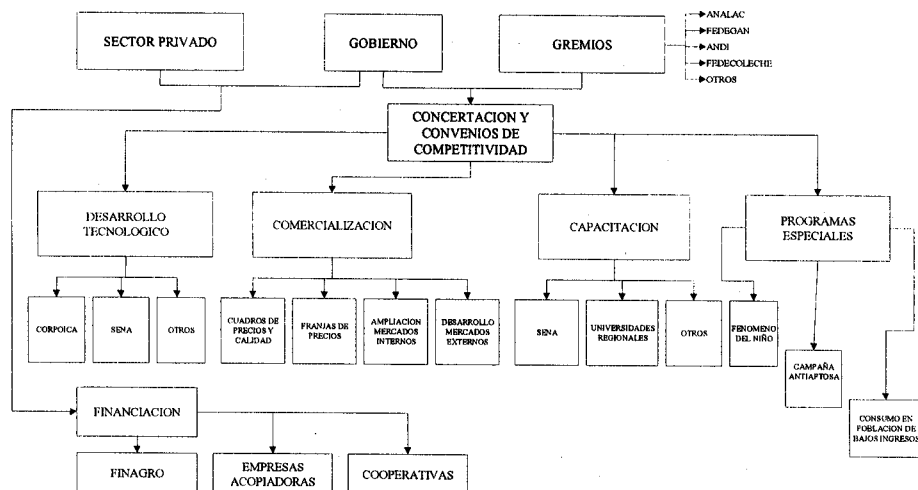 SECTOR PRIVADO
GOBIERNO
GREMIOS
ANALAC
FEDEGAN
ANDI
FEDECOLECHE
OTROS
CONCERTACION Y
CONVENIOS DE
COMPETITIVIDAD
DESARROLLO
TECNOLOGICO
COMERCIALIZACION
CAPACITACION
PROGRAMAS
ESPECIALES
CORPOICA
SENA
OTROS
CUADROS DE
PRECIOS Y
CALIDAD
FRANJAS DE
PRECIOS
AMPLIACION
MERCADOS
INTERNOS
DESARROLLO
MERCADOS
EXTERNOS
SENA
UNIVERSIDADES
REGIONALES
OTROS
FENOMENO
DEL NIÑO
CAMPAÑA
ANTIAFTOSA
CONSUMO EN
POBLACION DE
BAJOS INGRESOS
FINANCIACION
FINAGRO
EMPRESAS
ACOPIADORAS
COOPERATIVAS